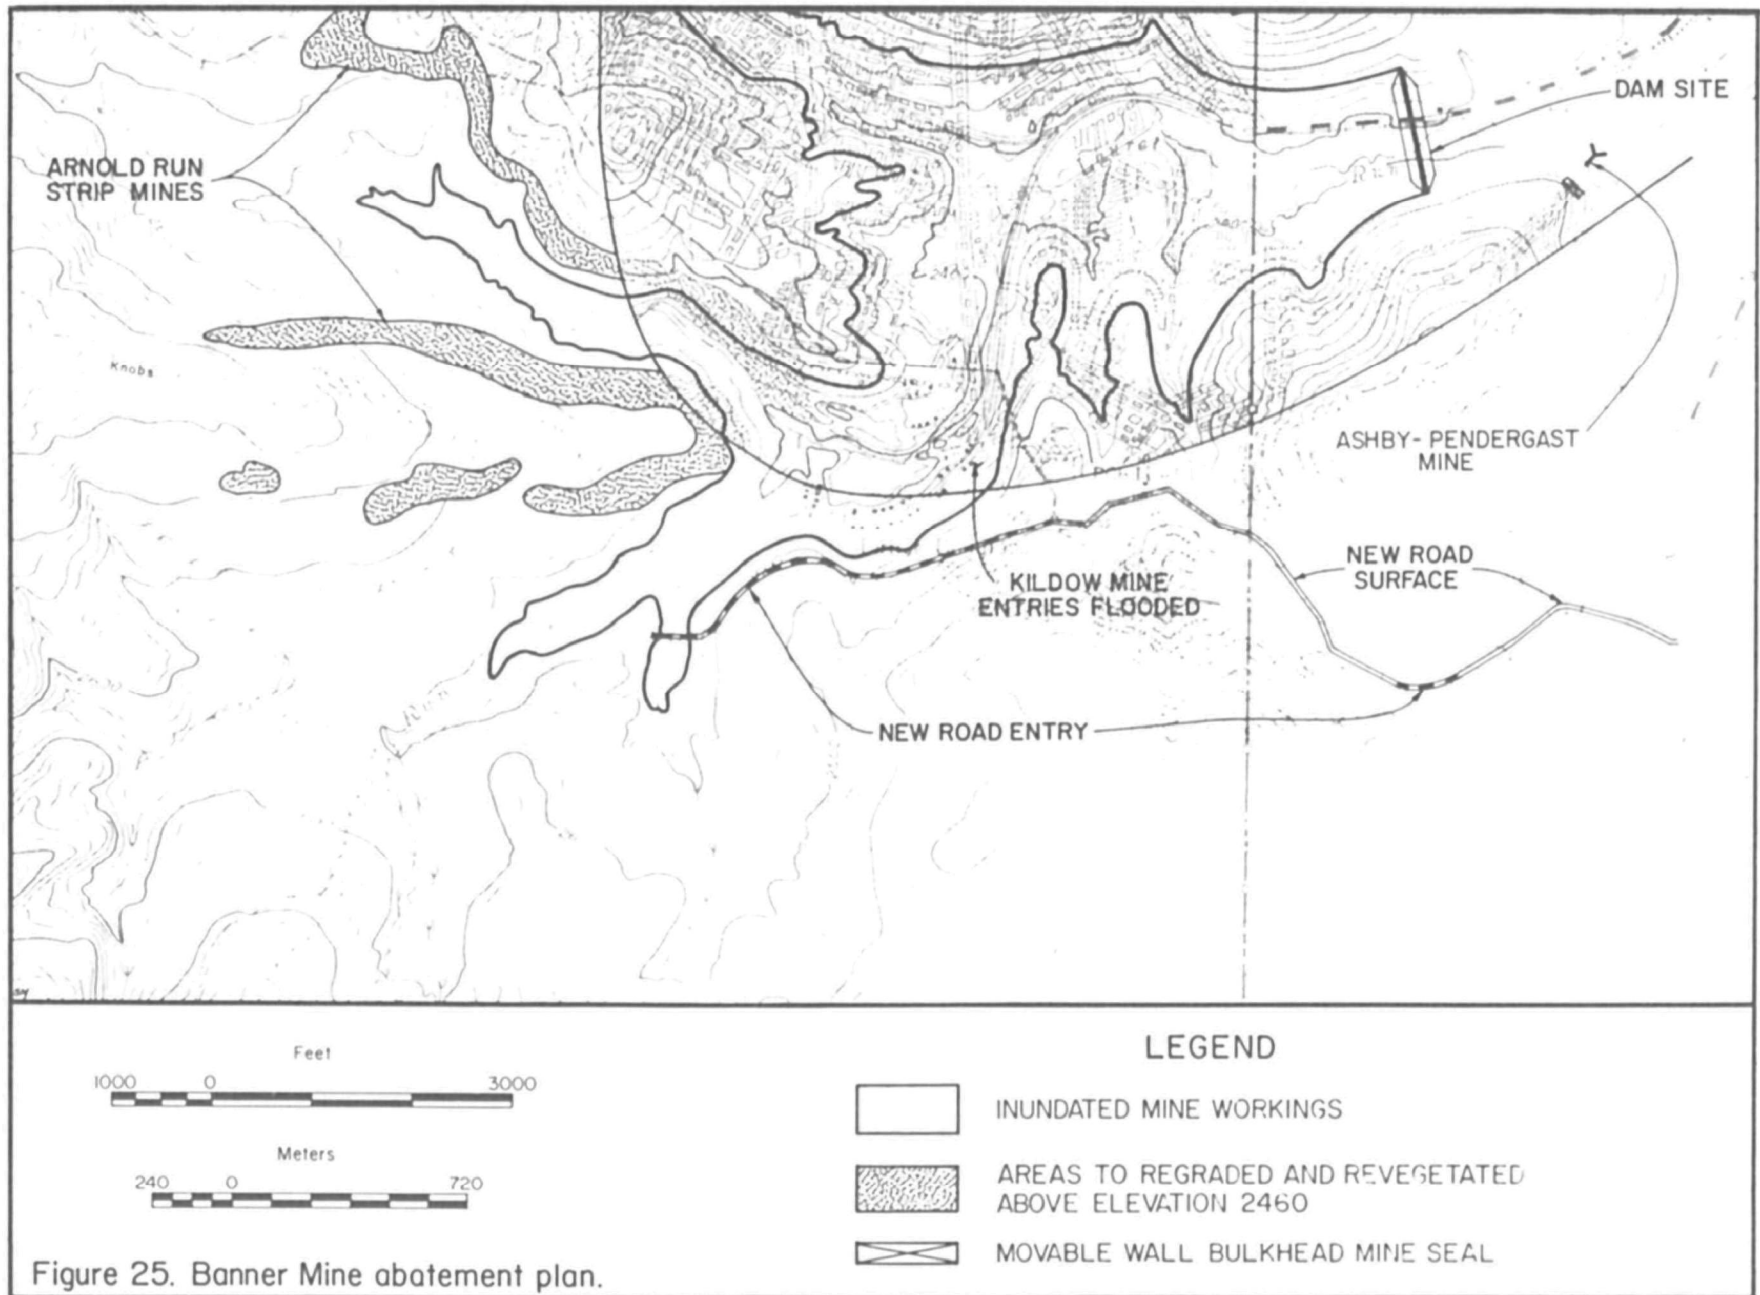 DAM SITE
ARNOLD RUN
STRIP MINES
Knobs
ASHBY-PENDERGAST
MINE
NEW ROAD
SURFACE
KILDOW MINE
ENTRIES FLOODED
NEW ROAD ENTRY
Feet
1000 0 3000
Meters
240 0 720
LEGEND
INUNDATED MINE WORKINGS
AREAS TO REGRADED AND REVEGETATED
ABOVE ELEVATION 2460
MOVABLE WALL BULKHEAD MINE SEAL
Figure 25. Banner Mine abatement plan.